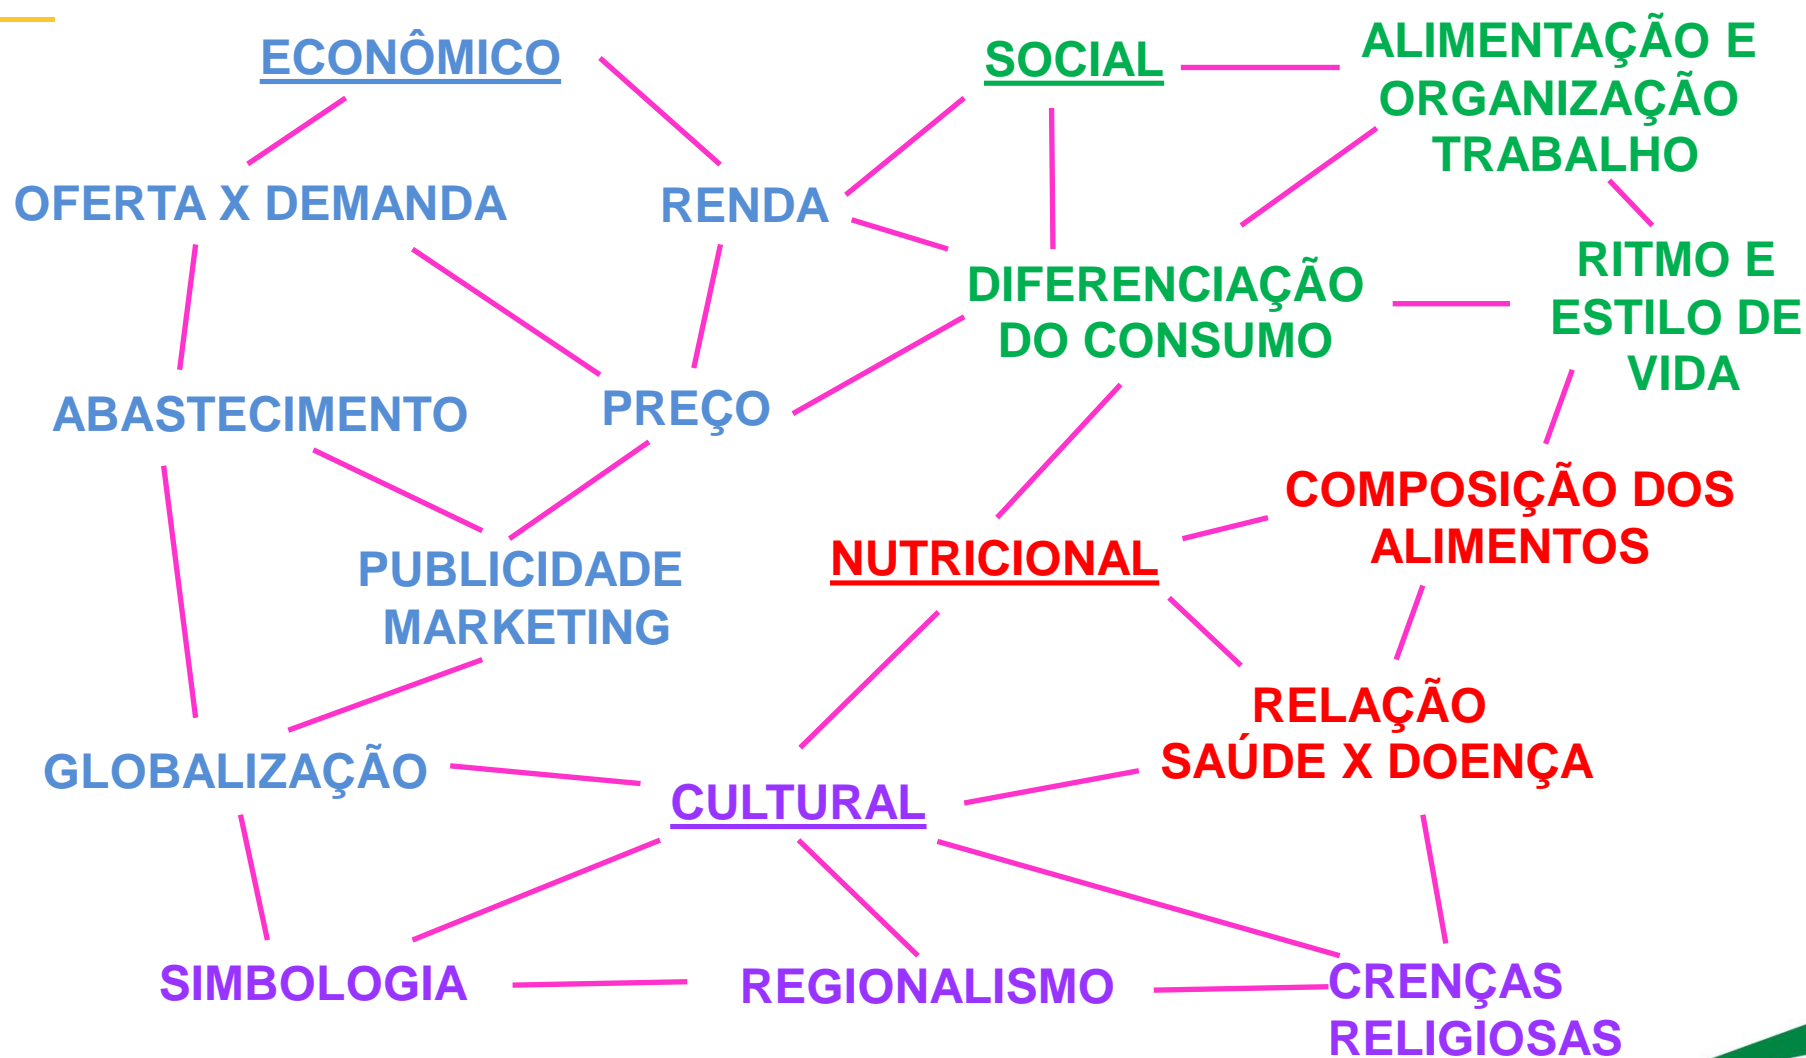 ECONÔMICO
SOCIAL
ALIMENTAÇÃO E
ORGANIZAÇÃO
TRABALHO
OFERTA X DEMANDA
RENDA
DIFERENCIAÇÃO
DO CONSUMO
RITMO E
ESTILO DE
VIDA
ABASTECIMENTO
PREÇO
COMPOSIÇÃO DOS
ALIMENTOS
PUBLICIDADE
MARKETING
NUTRICIONAL
RELAÇÃO
SAÚDE X DOENÇA
GLOBALIZAÇÃO
CULTURAL
SIMBOLOGIA
REGIONALISMO
CRENÇAS
RELIGIOSAS